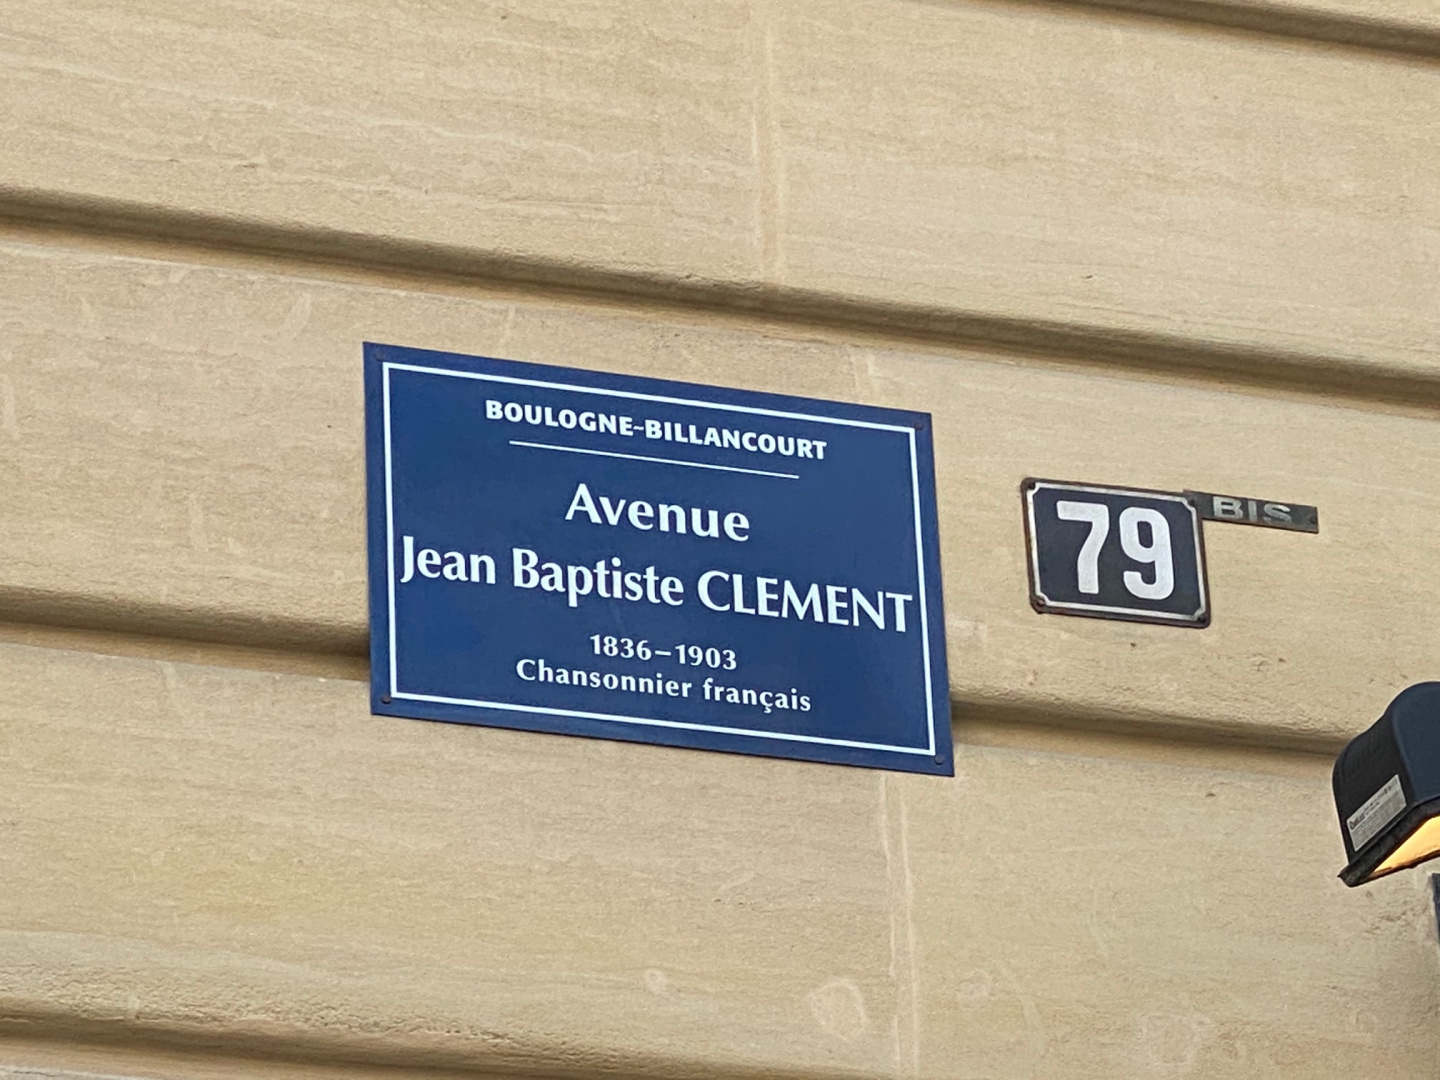 BOULOGNE-BILLANCOURT
Avenue
Jean Baptiste CLEMENT
1836–1903
Chansonnier français
79 BIS